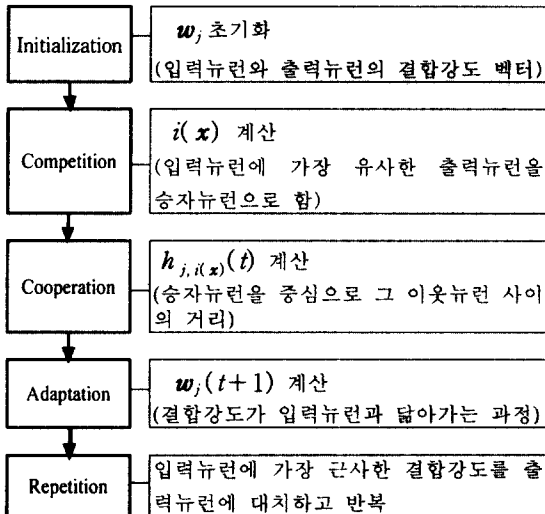 Initialization
w_j 초기화
(입력뉴런와 출력뉴런의 결합강도 벡터)
Competition
i(x) 계산
(입력뉴런에 가장 유사한 출력뉴런을
승자뉴런으로 함)
Cooperation
h_{j, i(x)}(t) 계산
(승자뉴런을 중심으로 그 이웃뉴런 사이
의 거리)
Adaptation
w_j(t+1) 계산
(결합강도가 입력뉴런과 닮아가는 과정)
Repetition
입력뉴런에 가장 근사한 결합강도를 출
력뉴런에 대치하고 반복